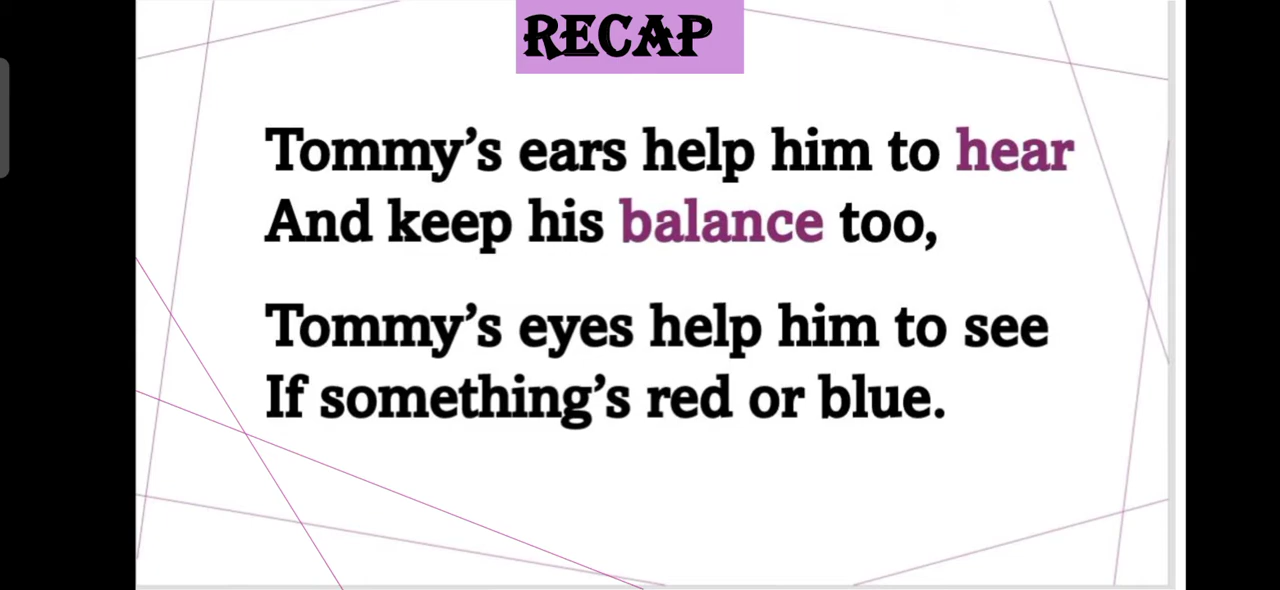 RECAP
Tommy’s ears help him to hear
And keep his balance too,
Tommy’s eyes help him to see
If something’s red or blue.